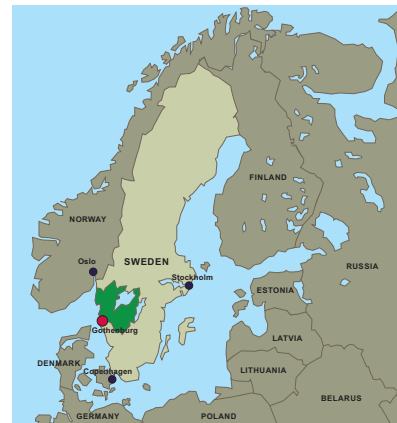 FINLAND
NORWAY
Oslo
SWEDEN
RUSSIA
Stockholm
ESTONIA
Gothenburg
LATVIA
DENMARK
Copenhagen
LITHUANIA
BELARUS
GERMANY
POLAND